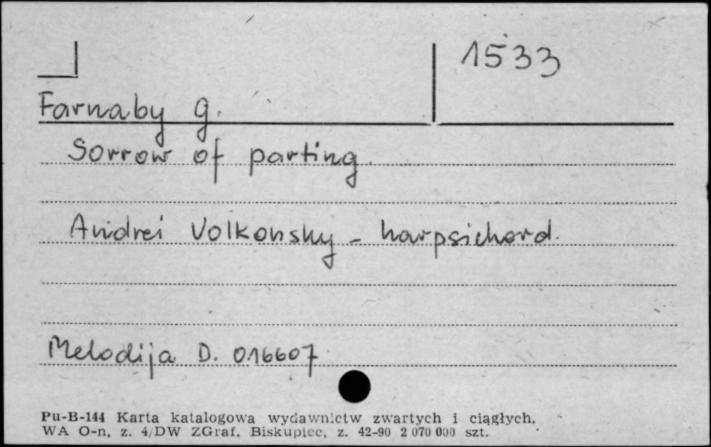 1533
Farnaby G.
Sorrow of parting
Andrei Volkonsky - harpsichord.
Melodija D. 016607
Pu-B-144 Karta katalogowa wydawnictw zwartych i ciągłych.
WA O-n, z. 4/DW ZGraf. Biskupiec, z. 42-90 2 070 000 szt.